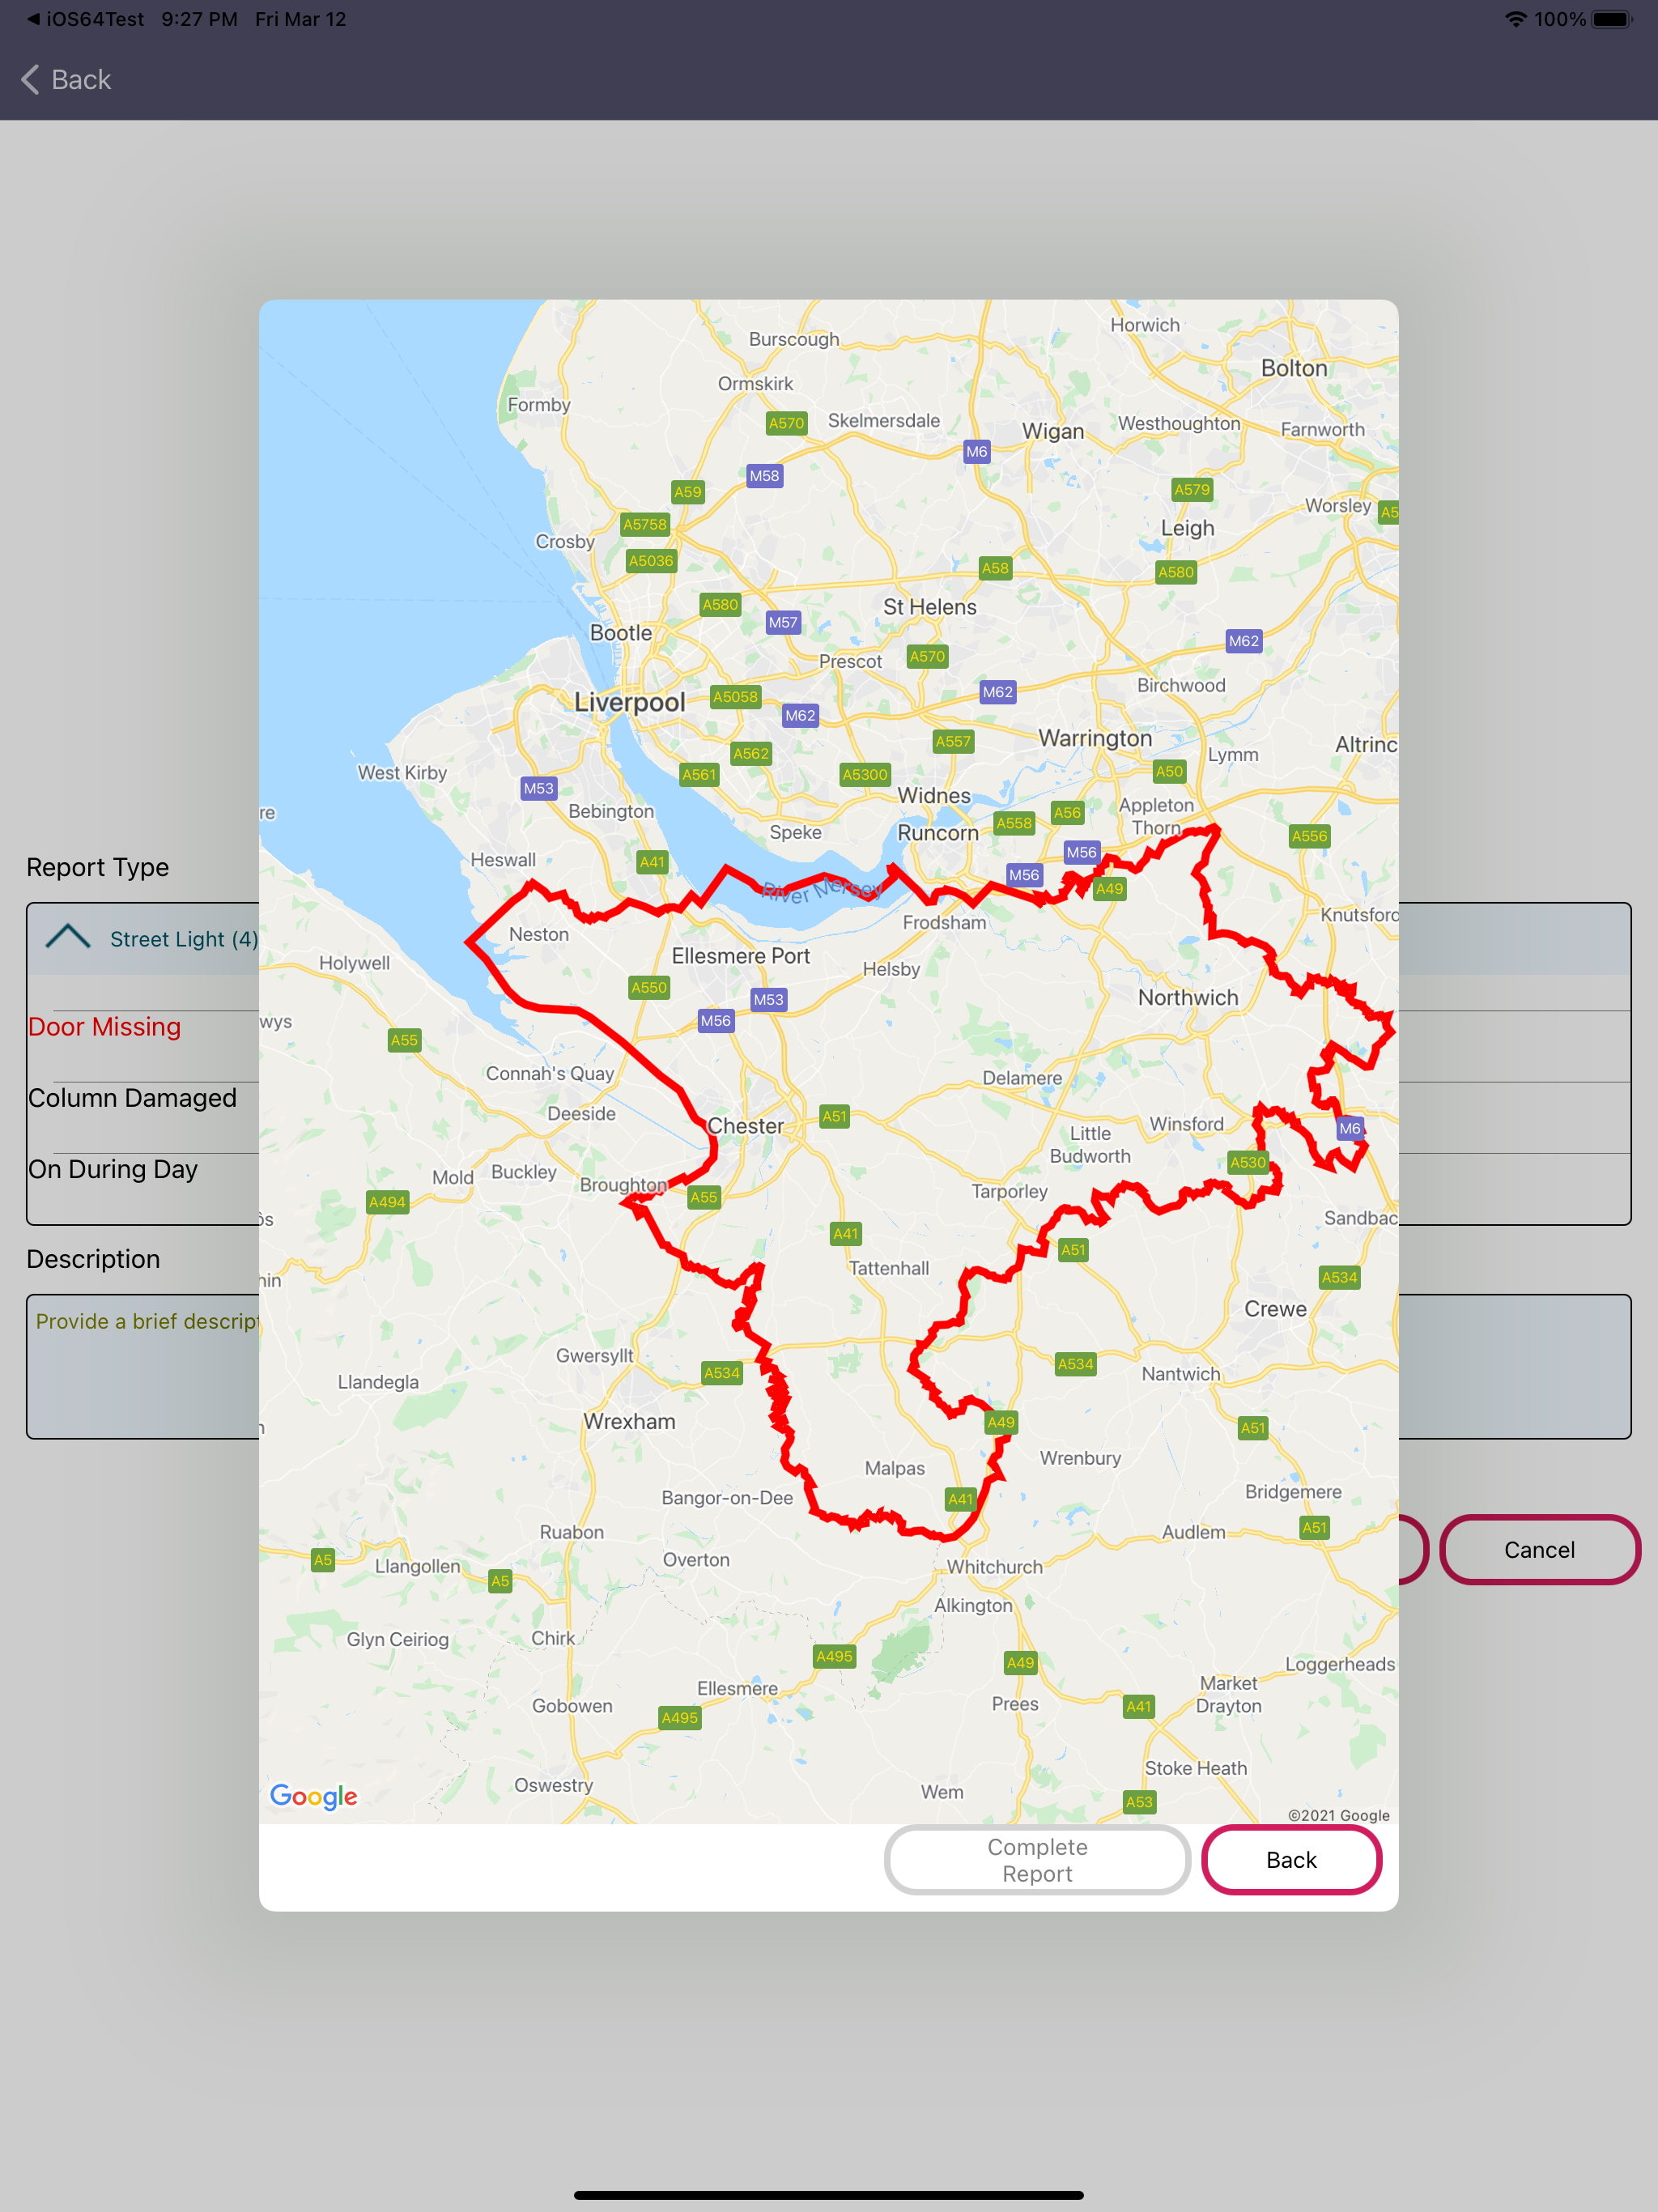 ◀ iOS64Test 9:27 PM Fri Mar 12 100%
Back
Horwich
Burscough
Bolton
Ormskirk
Formby
A570 Skelmersdale Wigan Westhoughton Farnworth
M6
M58
A59 A579
Worsley A5
A5758 Leigh
Crosby
A5036 A58 A580
A580 St Helens
M57
Bootle M62
Prescot A570
Birchwood
Liverpool A5058 M62
M62
Warrington Altrinc
A562 A557 Lymm
West Kirby A561 A5300 A50
M53 Widnes
Bebington A56 Appleton
Thorn
re
Speke Runcorn A558 A556
Heswall A41 M56
M56
Report Type
River Mersey A49
Neston Frodsham Knutsford
Street Light (4)
Holywell Ellesmere Port Helsby
A550 M53 Northwich
wys M56
Door Missing
A55
Connah's Quay Delamere
Column Damaged
Deeside Chester A51 Winsford M6
Little
Budworth
On During Day
Mold Buckley Broughton A530
A494 A55 Tarporley
ôs Sandbac
A41 A51
Description
hin Tattenhall A534
Crewe
Provide a brief descript
Gwersyllt A534 A534 Nantwich
Llandegla
Wrexham A49 A51
n
Malpas Wrenbury
Bangor-on-Dee A41 Bridgemere
Ruabon Audlem A51
Cancel
A5 Llangollen Overton Whitchurch
A5
Alkington
Glyn Ceiriog Chirk
A495 A49 Loggerheads
Ellesmere Market
Drayton
Gobowen Prees A41
A495
Stoke Heath
Oswestry Wem
Google A53
©2021 Google
Complete
Report
Back